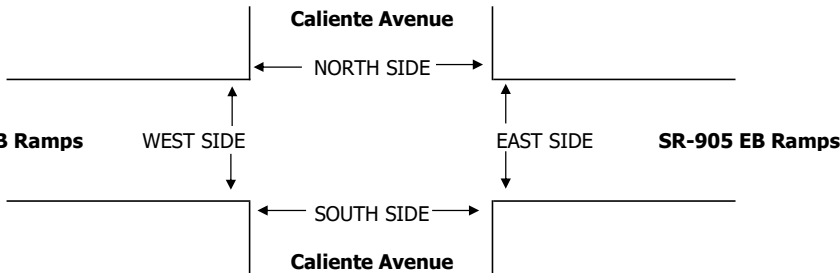 Caliente Avenue
NORTH SIDE
B Ramps WEST SIDE EAST SIDE SR-905 EB Ramps
SOUTH SIDE
Caliente Avenue